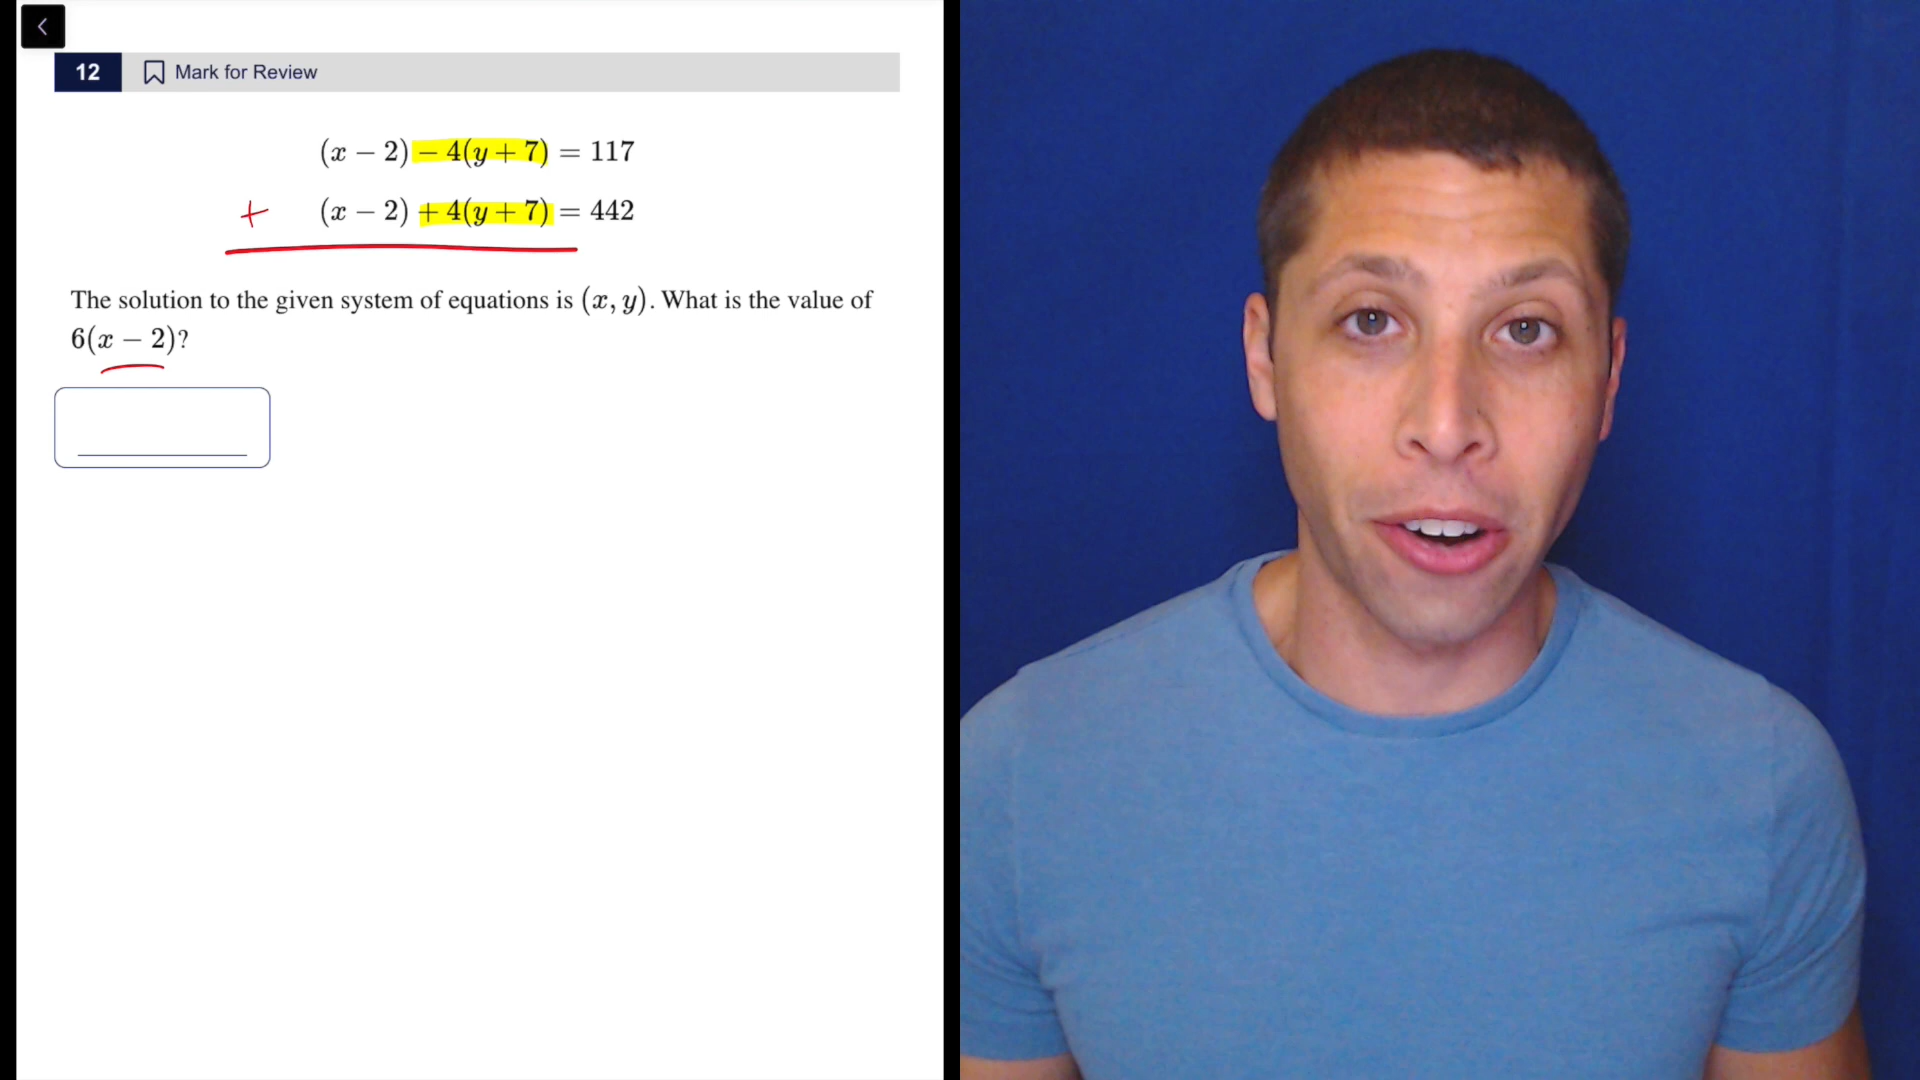 12 Mark for Review
(x − 2) − 4(y + 7) = 117
+ (x − 2) + 4(y + 7) = 442
The solution to the given system of equations is (x, y). What is the value of
6(x − 2)?